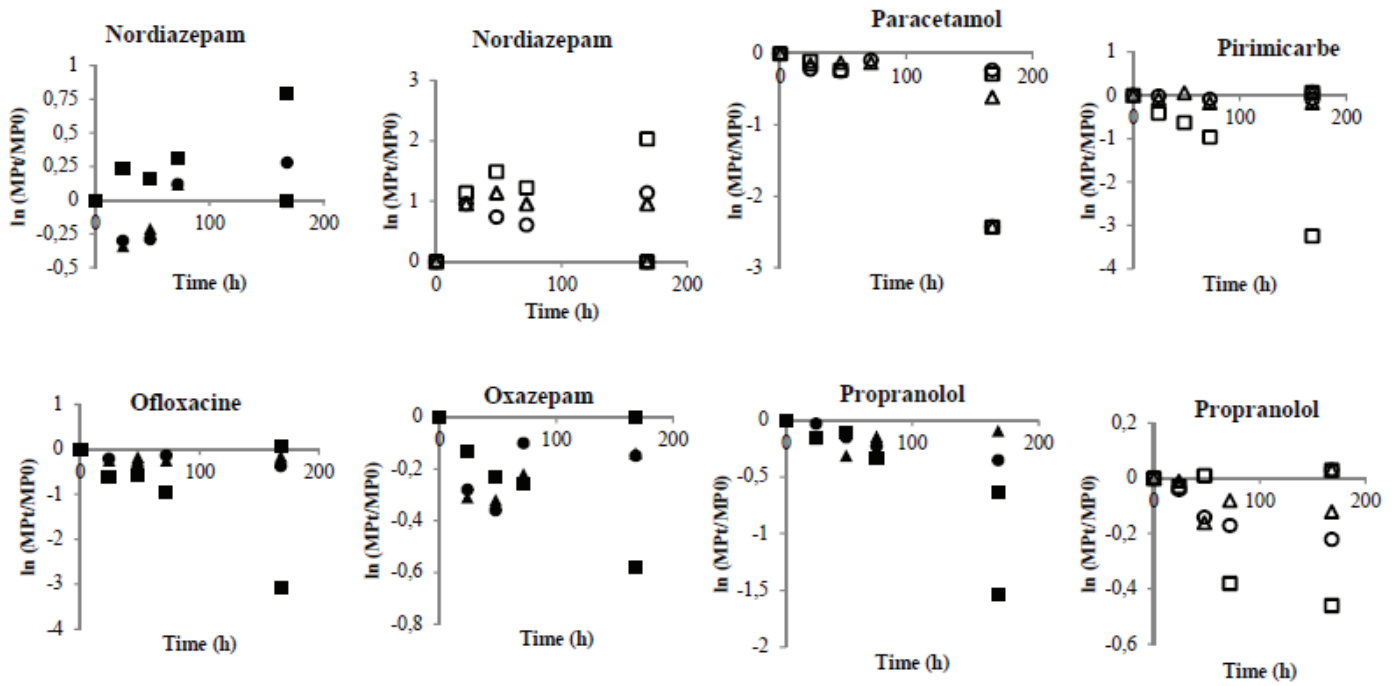 Nordiazepam
1
0,75
0,5
0,25
0
-0,25
-0,5
0
100
200
ln (MPt/MP0)
Time (h)
Nordiazepam
3
2
1
0
0
100
200
ln (MPt/MP0)
Time (h)
Paracetamol
0
-1
-2
-3
0
100
200
ln (MPt/MP0)
Time (h)
Pirimicarbe
1
0
-1
-2
-3
-4
0
100
200
ln (MPt/MP0)
Time (h)
Ofloxacine
1
0
-1
-2
-3
-4
0
100
200
ln (MPt/MP0)
Time (h)
Oxazepam
0
-0,2
-0,4
-0,6
-0,8
0
100
200
ln (MPt/MP0)
Time (h)
Propranolol
0
-0,5
-1
-1,5
-2
0
100
200
ln (MPt/MP0)
Time (h)
Propranolol
0,2
0
-0,2
-0,4
-0,6
0
100
200
ln (MPt/MP0)
Time (h)